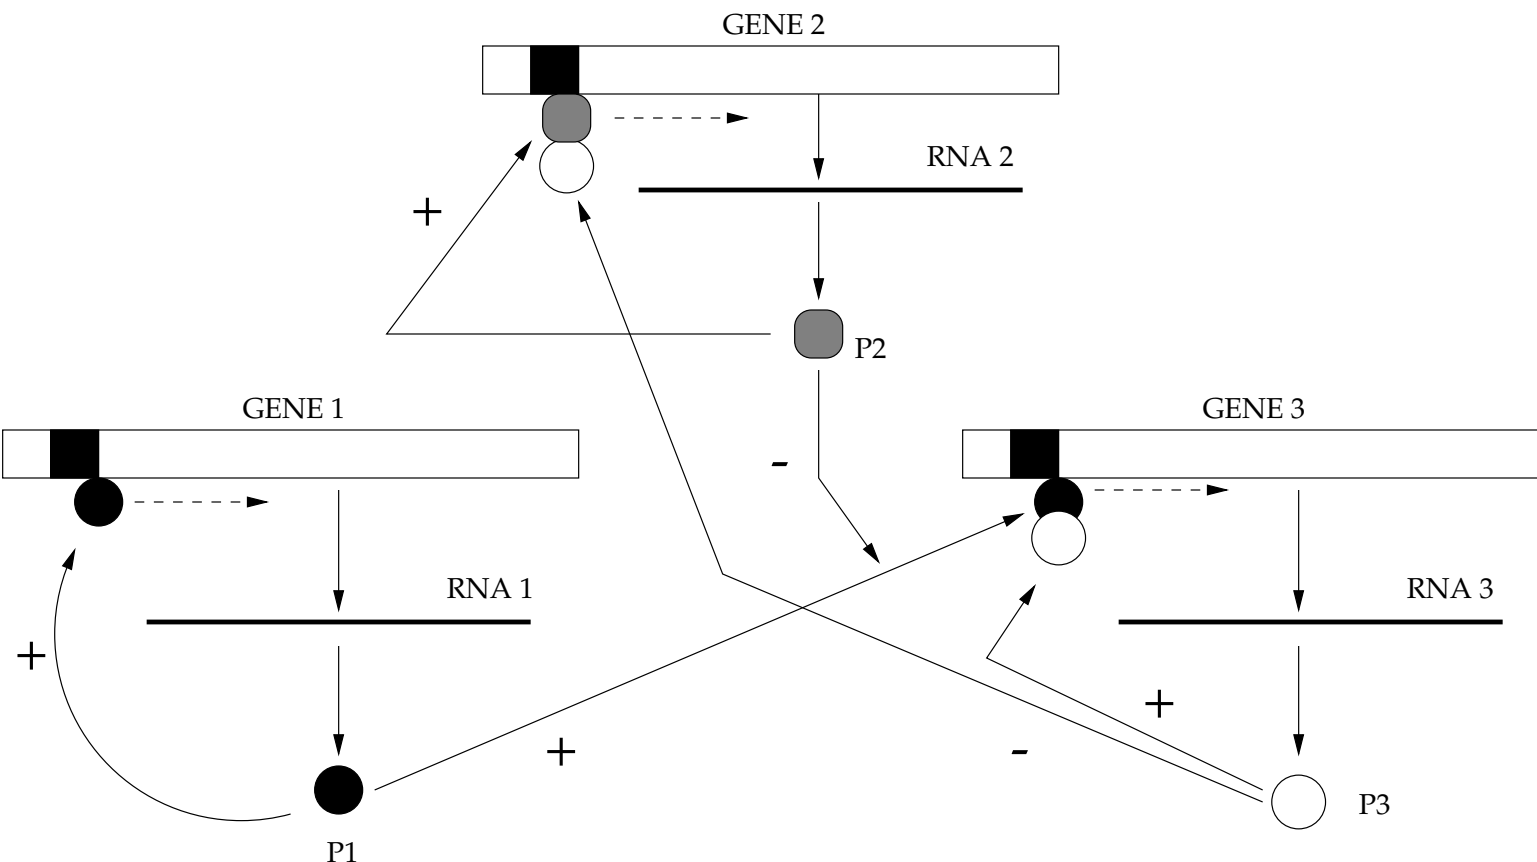 GENE 2
RNA 2
+
P2
GENE 1
GENE 3
-
RNA 1
RNA 3
+
+
+
-
P3
P1